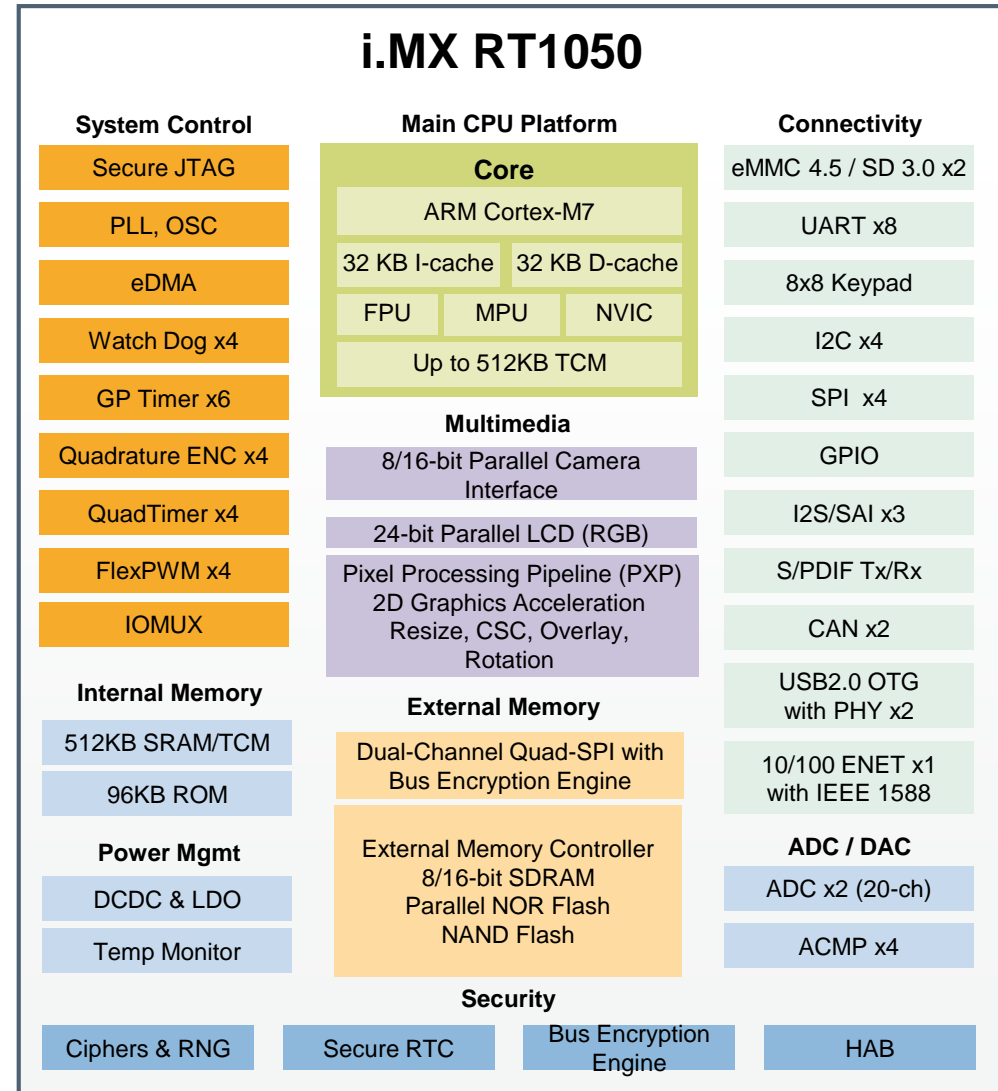 i.MX RT1050
System Control
Secure JTAG
PLL, OSC
eDMA
Watch Dog x4
GP Timer x6
Quadrature ENC x4
QuadTimer x4
FlexPWM x4
IOMUX
Internal Memory
512KB SRAM/TCM
96KB ROM
Power Mgmt
DCDC & LDO
Temp Monitor
Main CPU Platform
Core
ARM Cortex-M7
32 KB I-cache
32 KB D-cache
FPU
MPU
NVIC
Up to 512KB TCM
Multimedia
8/16-bit Parallel Camera
Interface
24-bit Parallel LCD (RGB)
Pixel Processing Pipeline (PXP)
2D Graphics Acceleration
Resize, CSC, Overlay,
Rotation
External Memory
Dual-Channel Quad-SPI with
Bus Encryption Engine
External Memory Controller
8/16-bit SDRAM
Parallel NOR Flash
NAND Flash
Connectivity
eMMC 4.5 / SD 3.0 x2
UART x8
8x8 Keypad
I2C x4
SPI x4
GPIO
I2S/SAI x3
S/PDIF Tx/Rx
CAN x2
USB2.0 OTG
with PHY x2
10/100 ENET x1
with IEEE 1588
ADC / DAC
ADC x2 (20-ch)
ACMP x4
Security
Ciphers & RNG
Secure RTC
Bus Encryption
Engine
HAB